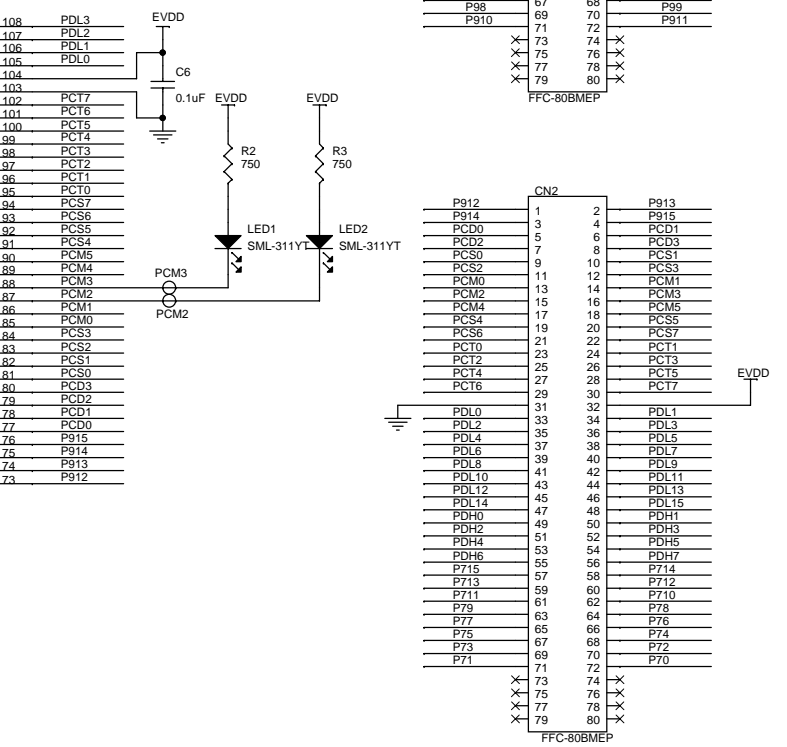 108 PDL3
107 PDL2
106 PDL1
105 PDL0
104
103
102 PCT7
101 PCT6
100 PCT5
99 PCT4
98 PCT3
97 PCT2
96 PCT1
95 PCT0
94 PCS7
93 PCS6
92 PCS5
91 PCS4
90 PCM5
89 PCM4
88 PCM3
87 PCM2
86 PCM1
85 PCM0
84 PCS3
83 PCS2
82 PCS1
81 PCS0
80 PCD3
79 PCD2
78 PCD1
77 PCD0
76 P915
75 P914
74 P913
73 P912
EVDD
C6
0.1uF
EVDD
EVDD
R2
750
R3
750
LED1
SML-311YT
LED2
SML-311YT
PCM3
PCM2
67 68
P98 69 70 P99
P910 71 72 P911
73 74
75 76
77 78
79 80
FFC-80BMEP
CN2
P912 1 2 P913
P914 3 4 P915
PCD0 5 6 PCD1
PCD2 7 8 PCD3
PCS0 9 10 PCS1
PCS2 11 12 PCS3
PCM0 13 14 PCM1
PCM2 15 16 PCM3
PCM4 17 18 PCM5
PCS4 19 20 PCS5
PCS6 21 22 PCS7
PCT0 23 24 PCT1
PCT2 25 26 PCT3
PCT4 27 28 PCT5
PCT6 29 30 PCT7
31 32
EVDD
PDL0 33 34 PDL1
PDL2 35 36 PDL3
PDL4 37 38 PDL5
PDL6 39 40 PDL7
PDL8 41 42 PDL9
PDL10 43 44 PDL11
PDL12 45 46 PDL13
PDL14 47 48 PDL15
PDH0 49 50 PDH1
PDH2 51 52 PDH3
PDH4 53 54 PDH5
PDH6 55 56 PDH7
P715 57 58 P714
P713 59 60 P712
P711 61 62 P710
P79 63 64 P78
P77 65 66 P76
P75 67 68 P74
P73 69 70 P72
P71 71 72 P70
73 74
75 76
77 78
79 80
FFC-80BMEP